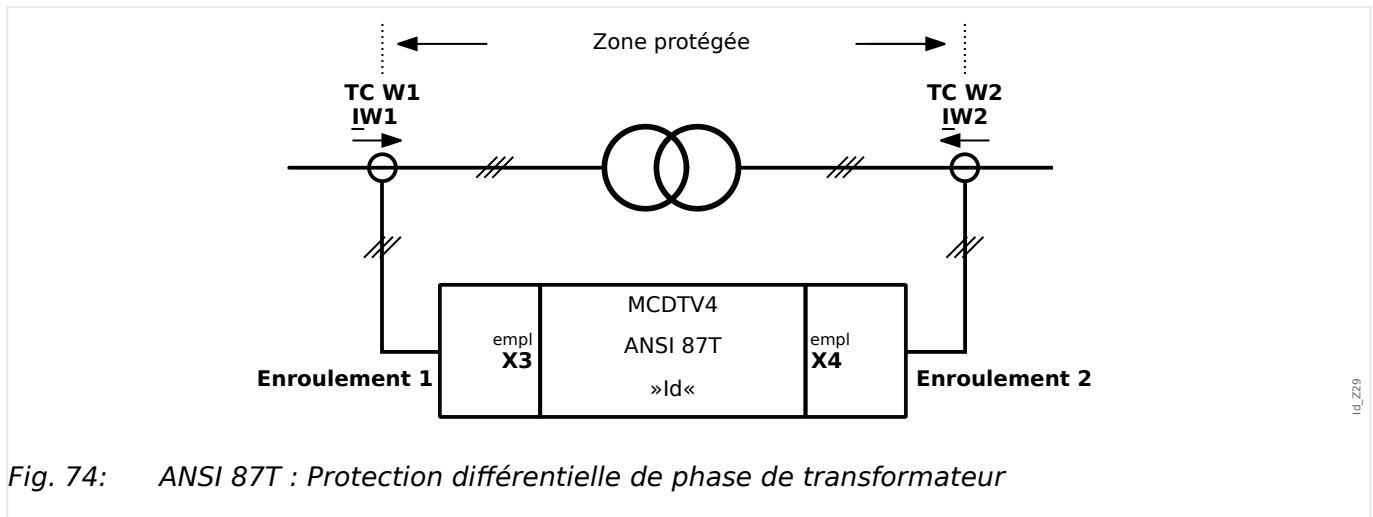 Zone protégée
TC W1
IW1
TC W2
IW2
MCDTV4
ANSI 87T
»Id«
empl
X3
empl
X4
Enroulement 1
Enroulement 2
Id_Z29
Fig. 74: ANSI 87T : Protection différentielle de phase de transformateur